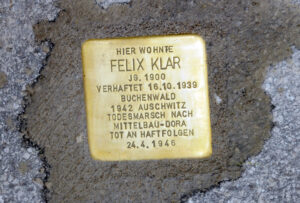 HIER WOHNTE
FELIX KLAR
JG. 1900
VERHAFTET 16.10.1939
BUCHENWALD
1942 AUSCHWITZ
TODESMARSCH NACH
MITTELBAU-DORA
TOT AN HAFTFOLGEN
24.4.1946